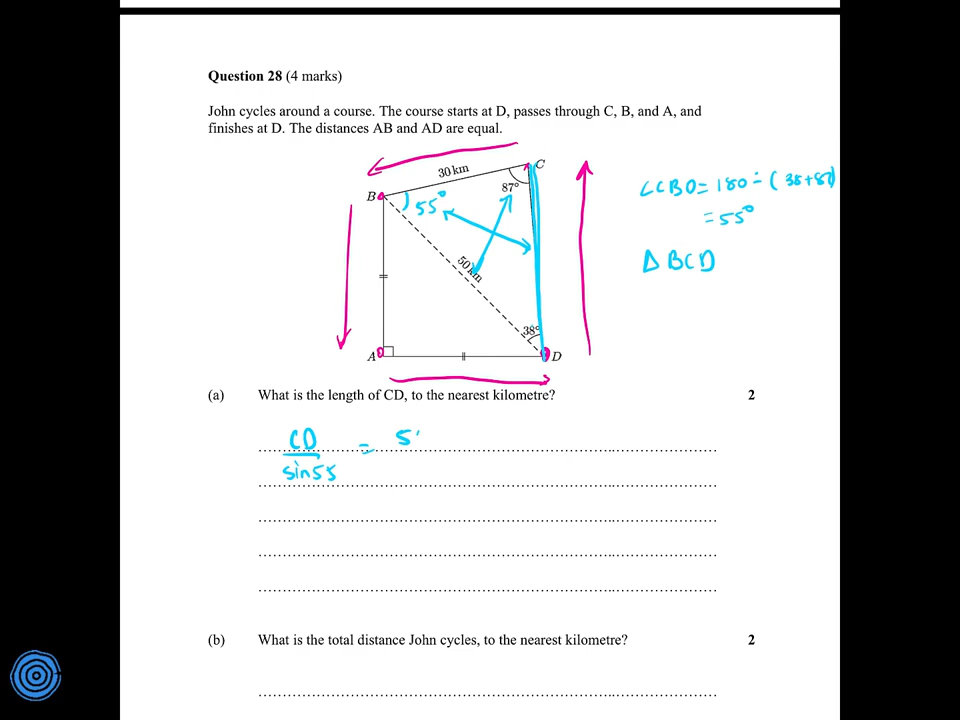 Question 28 (4 marks)
John cycles around a course. The course starts at D, passes through C, B, and A, and
finishes at D. The distances AB and AD are equal.
30 km
C
B
87°
55°
50 km
38°
A
D
∠CBD = 180 ÷ (38+87)
= 55°
Δ BCD
(a) What is the length of CD, to the nearest kilometre? 2
CD = 5
sin55
(b) What is the total distance John cycles, to the nearest kilometre? 2